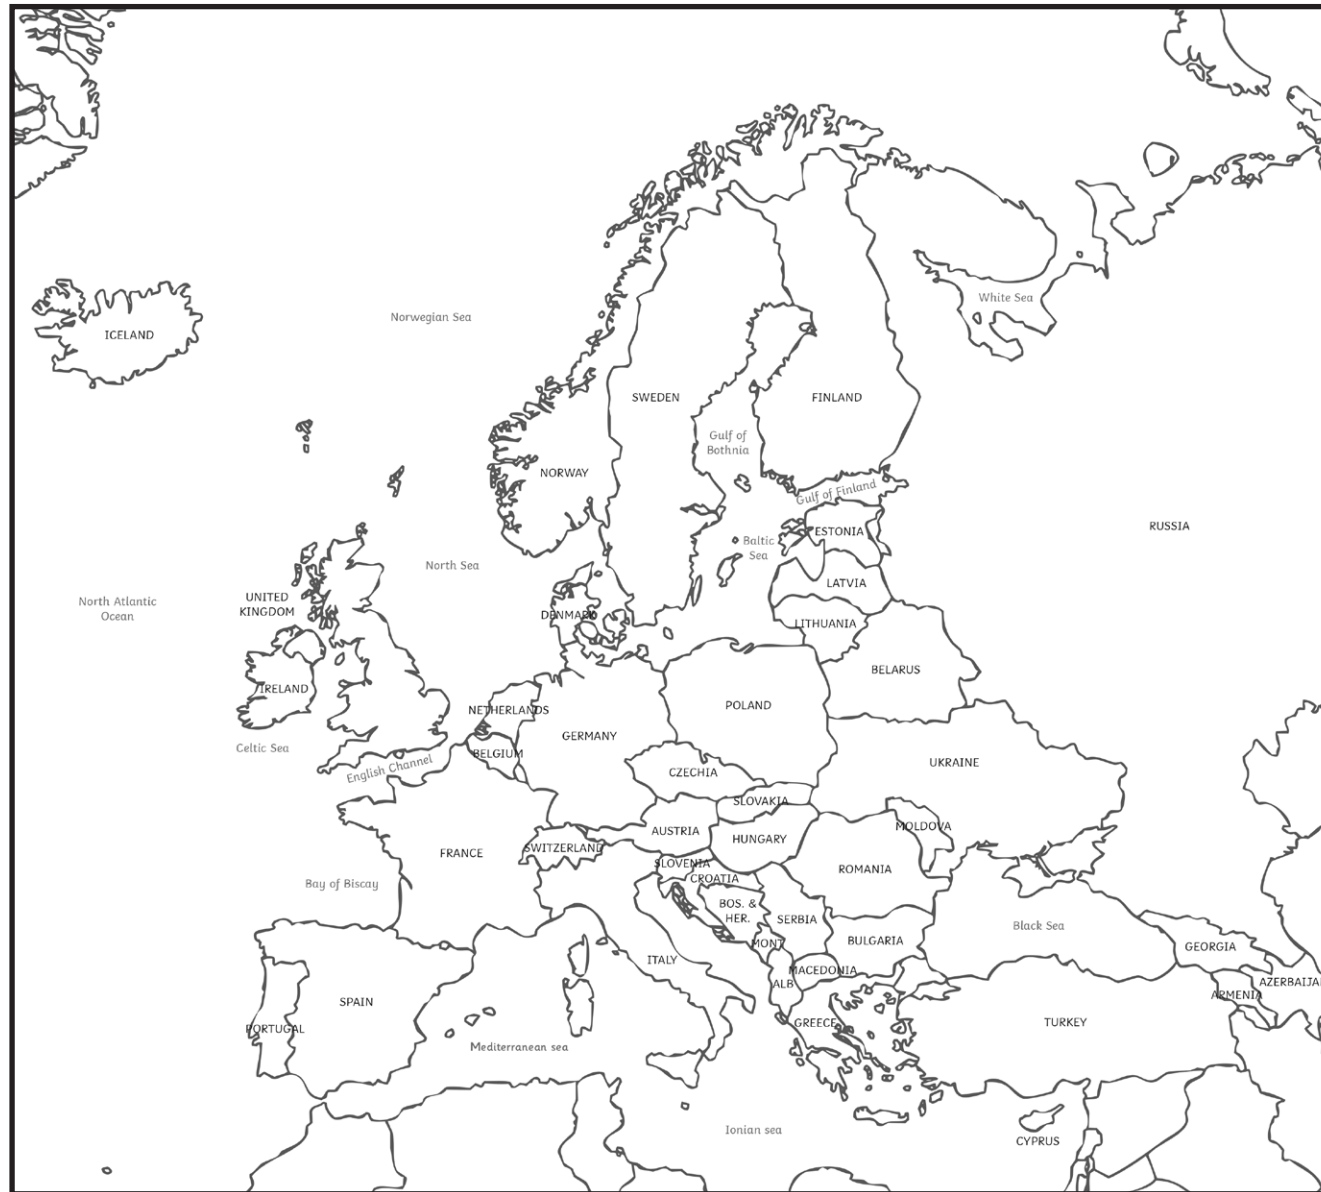 ICELAND
Norwegian Sea
White Sea
SWEDEN
FINLAND
Gulf of
Bothnia
NORWAY
Gulf of Finland
RUSSIA
ESTONIA
Baltic
Sea
North Sea
LATVIA
UNITED
KINGDOM
North Atlantic
Ocean
DENMARK
LITHUANIA
BELARUS
IRELAND
NETHERLANDS
POLAND
GERMANY
Celtic Sea
BELGIUM
English Channel
CZECHIA
UKRAINE
SLOVAKIA
MOLDOVA
AUSTRIA
HUNGARY
FRANCE
SWITZERLAND
SLOVENIA
ROMANIA
CROATIA
Bay of Biscay
BOS. &
HER.
SERBIA
Black Sea
MONT
BULGARIA
GEORGIA
ITALY
MACEDONIA
ALB
AZERBAIJAN
ARMENIA
SPAIN
PORTUGAL
GREECE
TURKEY
Mediterranean sea
Ionian sea
CYPRUS